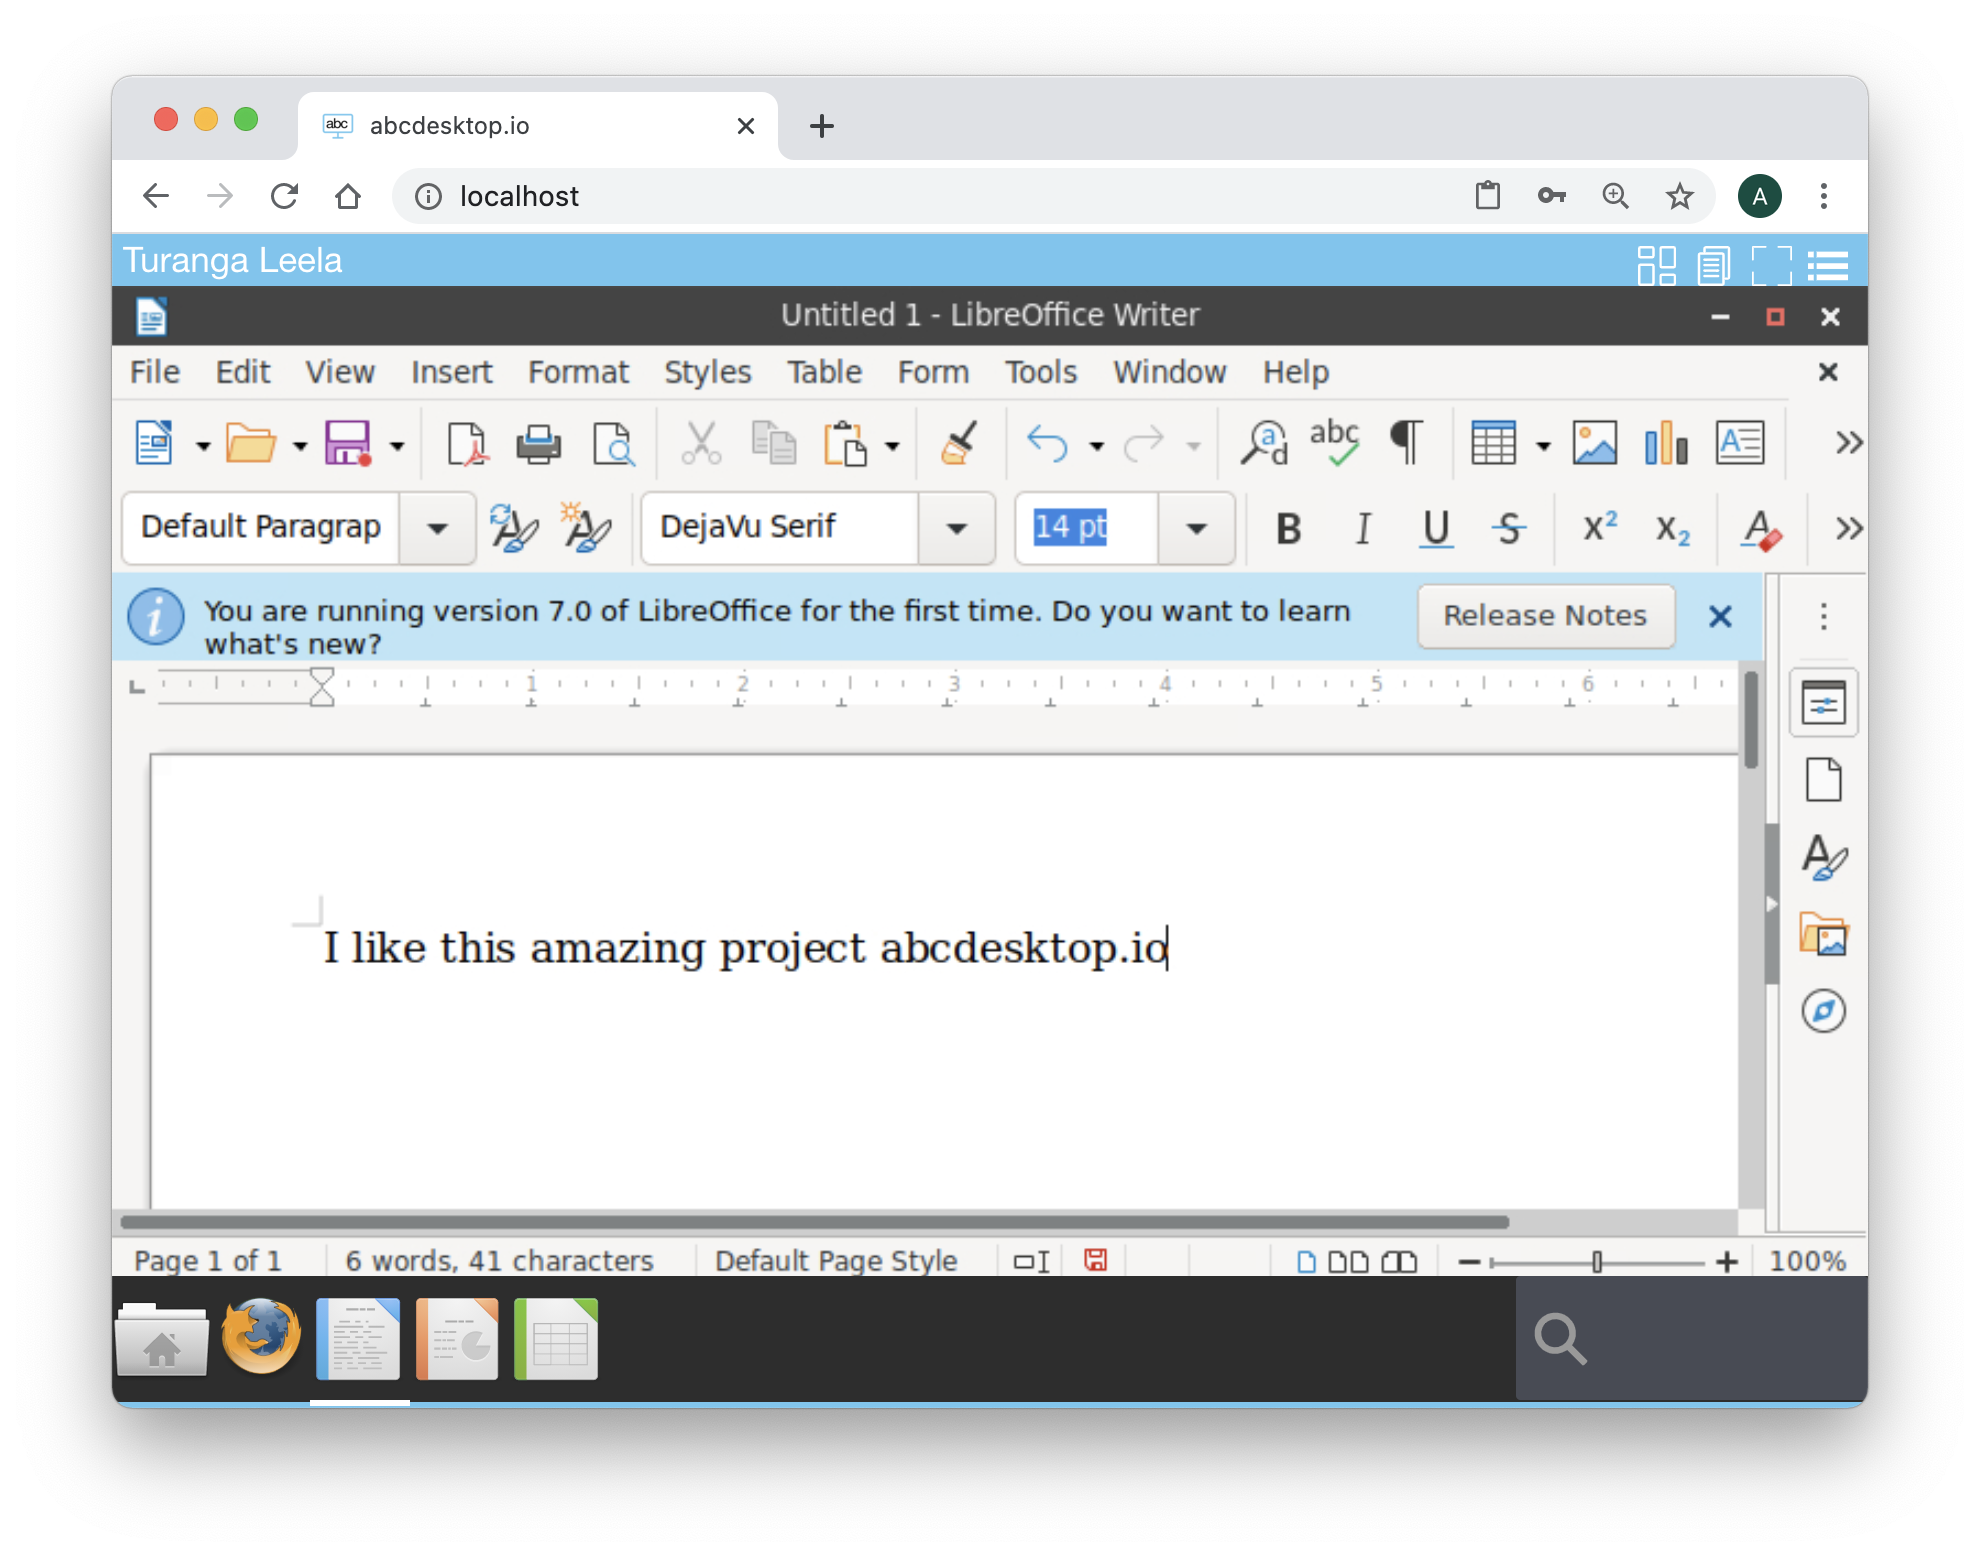 abc abcdesktop.io
localhost A
Turanga Leela
Untitled 1 - LibreOffice Writer
File Edit View Insert Format Styles Table Form Tools Window Help
a d abc ¶ A
Default Paragrap DejaVu Serif 14 pt B I U S X² X₂ A
You are running version 7.0 of LibreOffice for the first time. Do you want to learn
what's new?
Release Notes
1 2 3 4 5 6
A
I like this amazing project abcdesktop.io
Page 1 of 1 6 words, 41 characters Default Page Style 100%